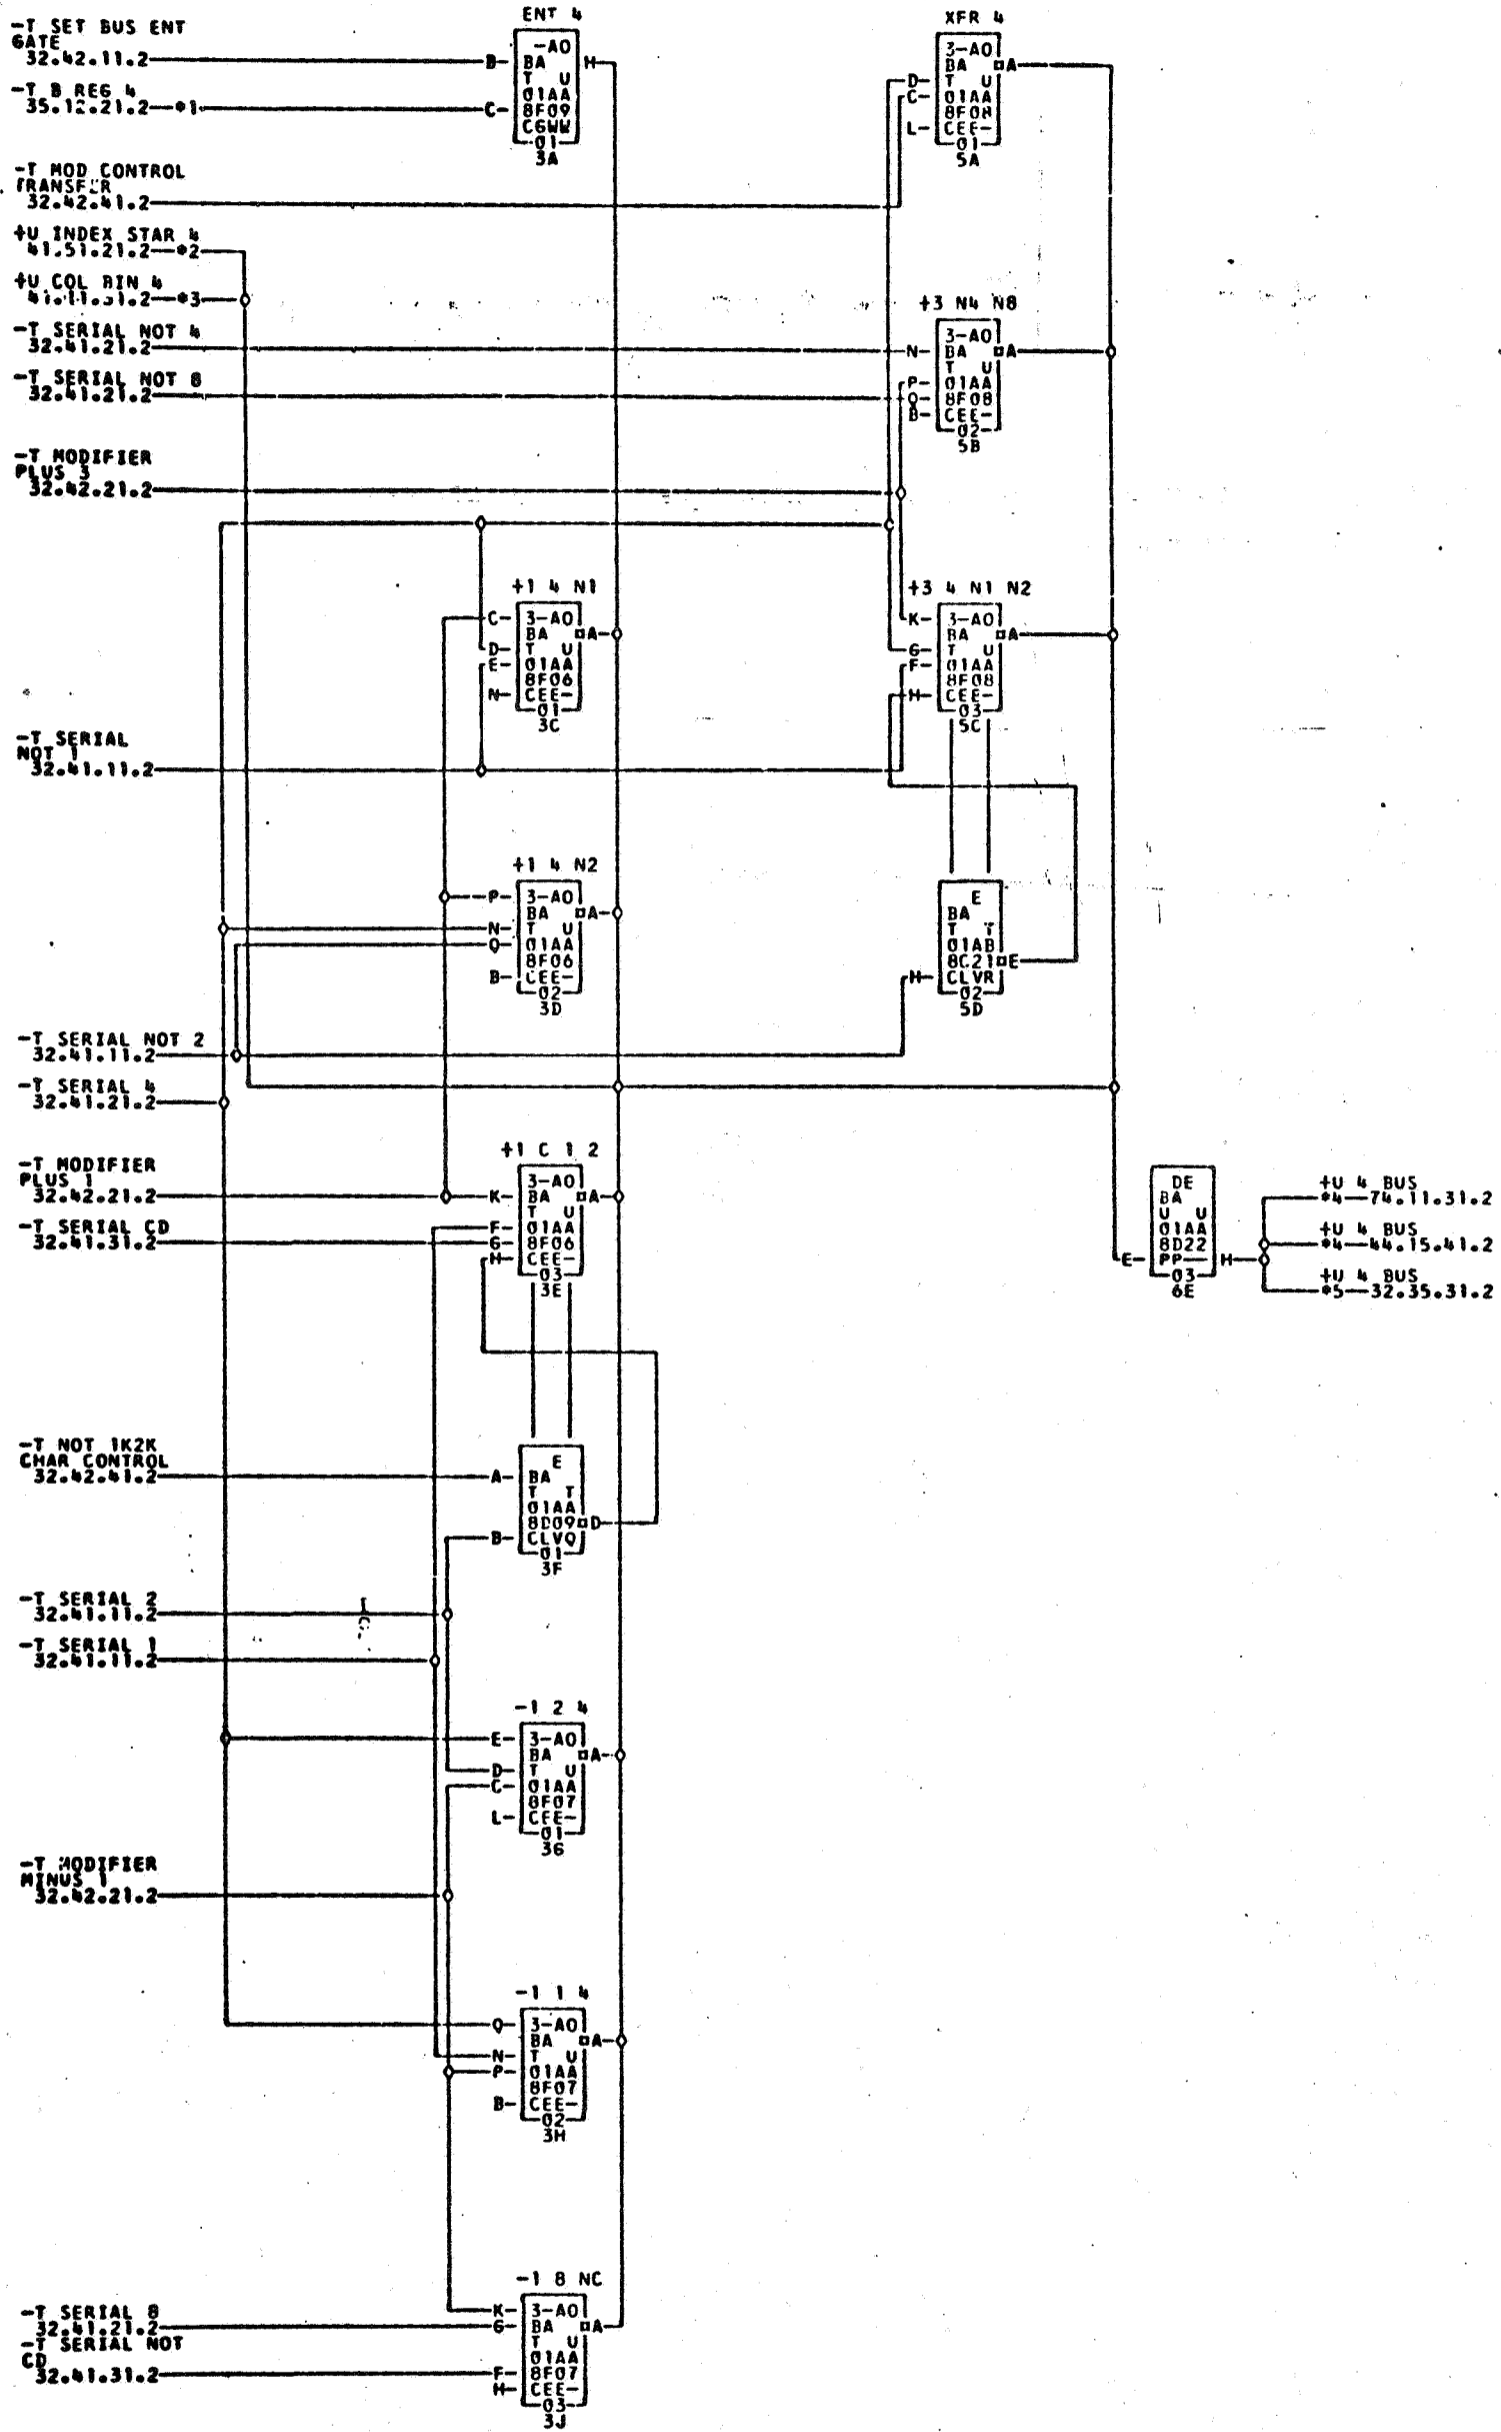 -T SET BUS ENT
GATE
32.42.11.2
-T B REG 4
35.12.21.2—*1
-T MOD CONTROL
TRANSFER
32.42.41.2
+U INDEX STAR 4
41.51.21.2—*2
+U COL BIN 4
*3
-T SERIAL NOT 4
32.41.21.2
-T SERIAL NOT 8
32.41.21.2
-T MODIFIER
PLUS 3
32.42.21.2
-T SERIAL
NOT 1
32.41.11.2
-T SERIAL NOT 2
32.41.11.2
-T SERIAL 4
32.41.21.2
-T MODIFIER
PLUS 1
32.42.21.2
-T SERIAL CD
32.41.31.2
-T NOT 1K2K
CHAR CONTROL
32.42.41.2
-T SERIAL 2
32.41.11.2
-T SERIAL 1
32.41.11.2
-T MODIFIER
MINUS 1
32.42.21.2
-T SERIAL 8
32.41.21.2
-T SERIAL NOT
CD
32.41.31.2
ENT 4
-AO
B BA H
T U
01AA
C 8F09
CGWW
01
3A
+1 4 N1
C 3-AO
BA A
D T U
E 01AA
8F06
N CEE-
01
3C
+1 4 N2
P 3-AO
BA A
N T U
Q 01AA
8F06
B CEE-
02
3D
+1 C 1 2
3-AO
K BA A
T U
F 01AA
G 8F06
H CEE-
03
3E
E
A BA
T T
01AA
8D09 D
B CLVQ
01
3F
-1 2 4
E 3-AO
BA A
D T U
C 01AA
8F07
L CEE-
01
3G
-1 1 4
Q 3-AO
BA A
N T U
P 01AA
8F07
B CEE-
02
3H
-1 8 NC
K 3-AO
G BA A
T U
01AA
F 8F07
H CEE-
03
3J
XFR 4
3-AO
BA A
D T U
C 01AA
8F08
L CEE-
01
5A
+3 N4 N8
3-AO
N BA A
T U
P 01AA
Q 8F08
B CEE-
02
5B
+3 4 N1 N2
K 3-AO
BA A
G T U
F 01AA
8F08
H CEE-
03
5C
E
BA
T T
01AB
8C21 E
H CLVR
02
5D
DE
BA
U U
01AA
8D22
E PP H
03
6E
+U 4 BUS
*4—74.11.31.2
+U 4 BUS
*4—44.15.41.2
+U 4 BUS
*5—32.35.31.2